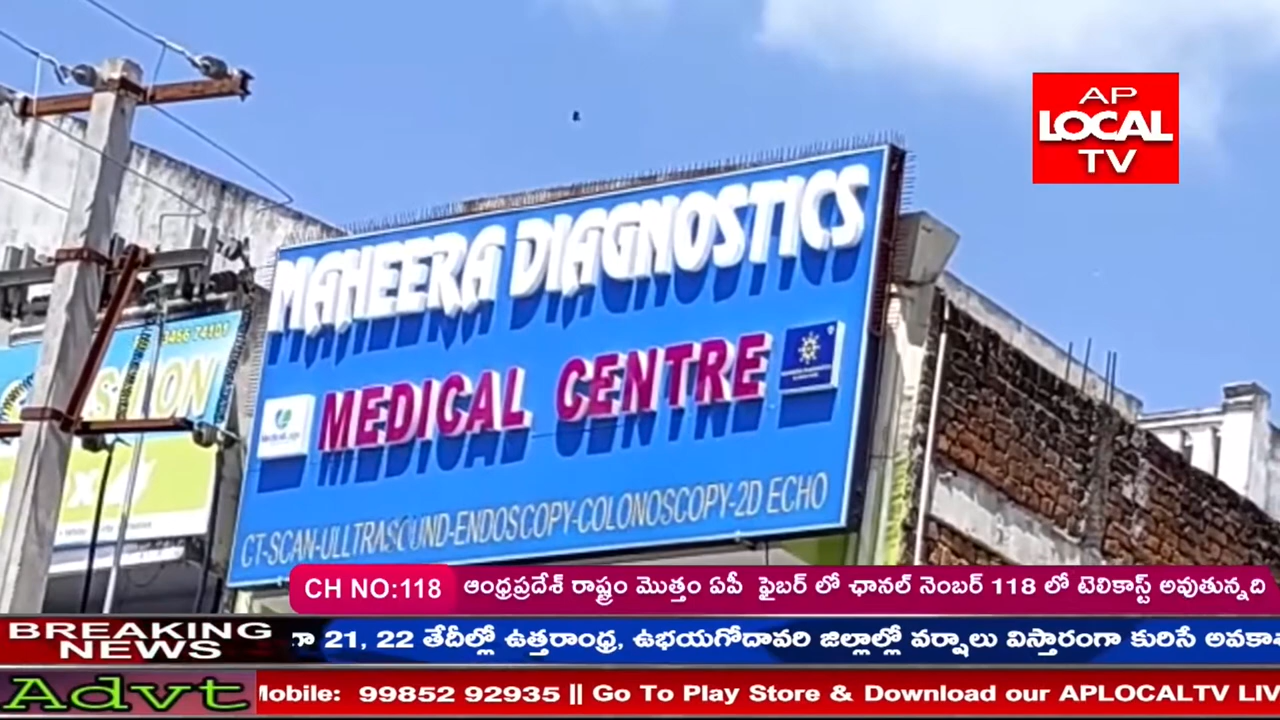 AP
LOCAL
TV
MAHEERA DIAGNOSTICS
MEDICAL CENTRE
CT-SCAN-ULLTRASOUND-ENDOSCOPY-COLONOSCOPY-2D ECHO
3466 74101
CH NO:118 ఆంధ్రప్రదేశ్ రాష్ట్రం మొత్తం ఏపీ ఫైబర్ లో ఛానల్ నెంబర్ 118 లో టెలికాస్ట్ అవుతున్నది
BREAKING NEWS
21, 22 తేదీల్లో ఉత్తరాంధ్ర, ఉభయగోదావరి జిల్లాల్లో వర్షాలు విస్తారంగా కురిసే
Advt Mobile: 99852 92935 || Go To Play Store & Download our APLOCALTV